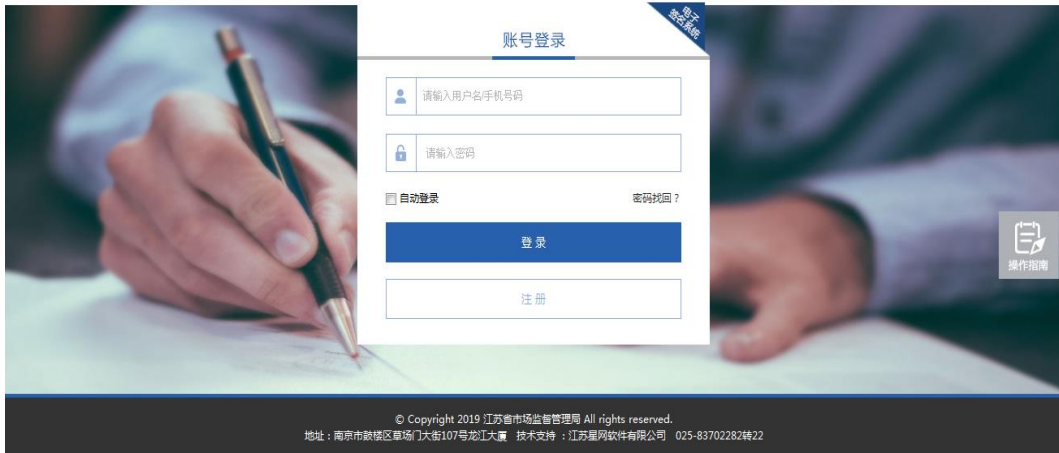 电子
签名系统
账号登录
请输入用户名/手机号码
请输入密码
自动登录 密码找回？
登 录
注 册
操作指南
© Copyright 2019 江苏省市场监督管理局 All rights reserved.
地址：南京市鼓楼区草场门大街107号龙江大厦 技术支持 ：江苏星网软件有限公司 025-83702282转22